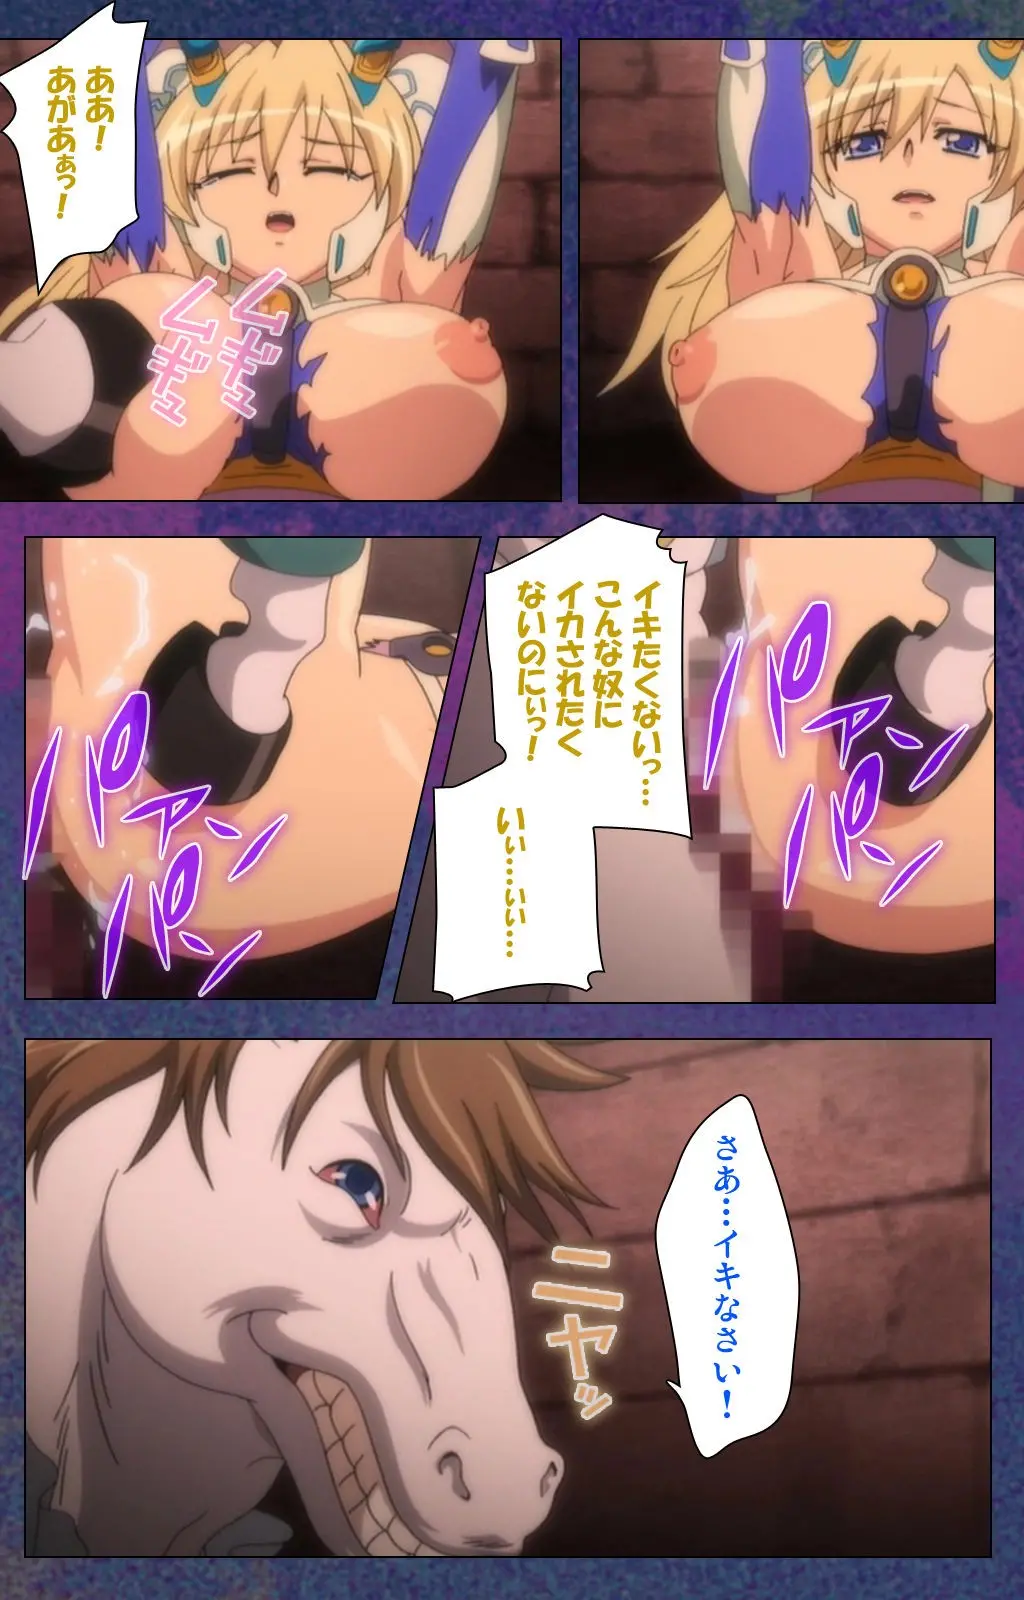 ああ！
あがあぁっ！
ムギュ
ムギュ
パアン
パン
イキたくないっ…
こんな奴に
イカされたく
ないのにぃっ！
いぃ…いぃ…
パアン
パン
さあ…イキなさい！
ニヤッ